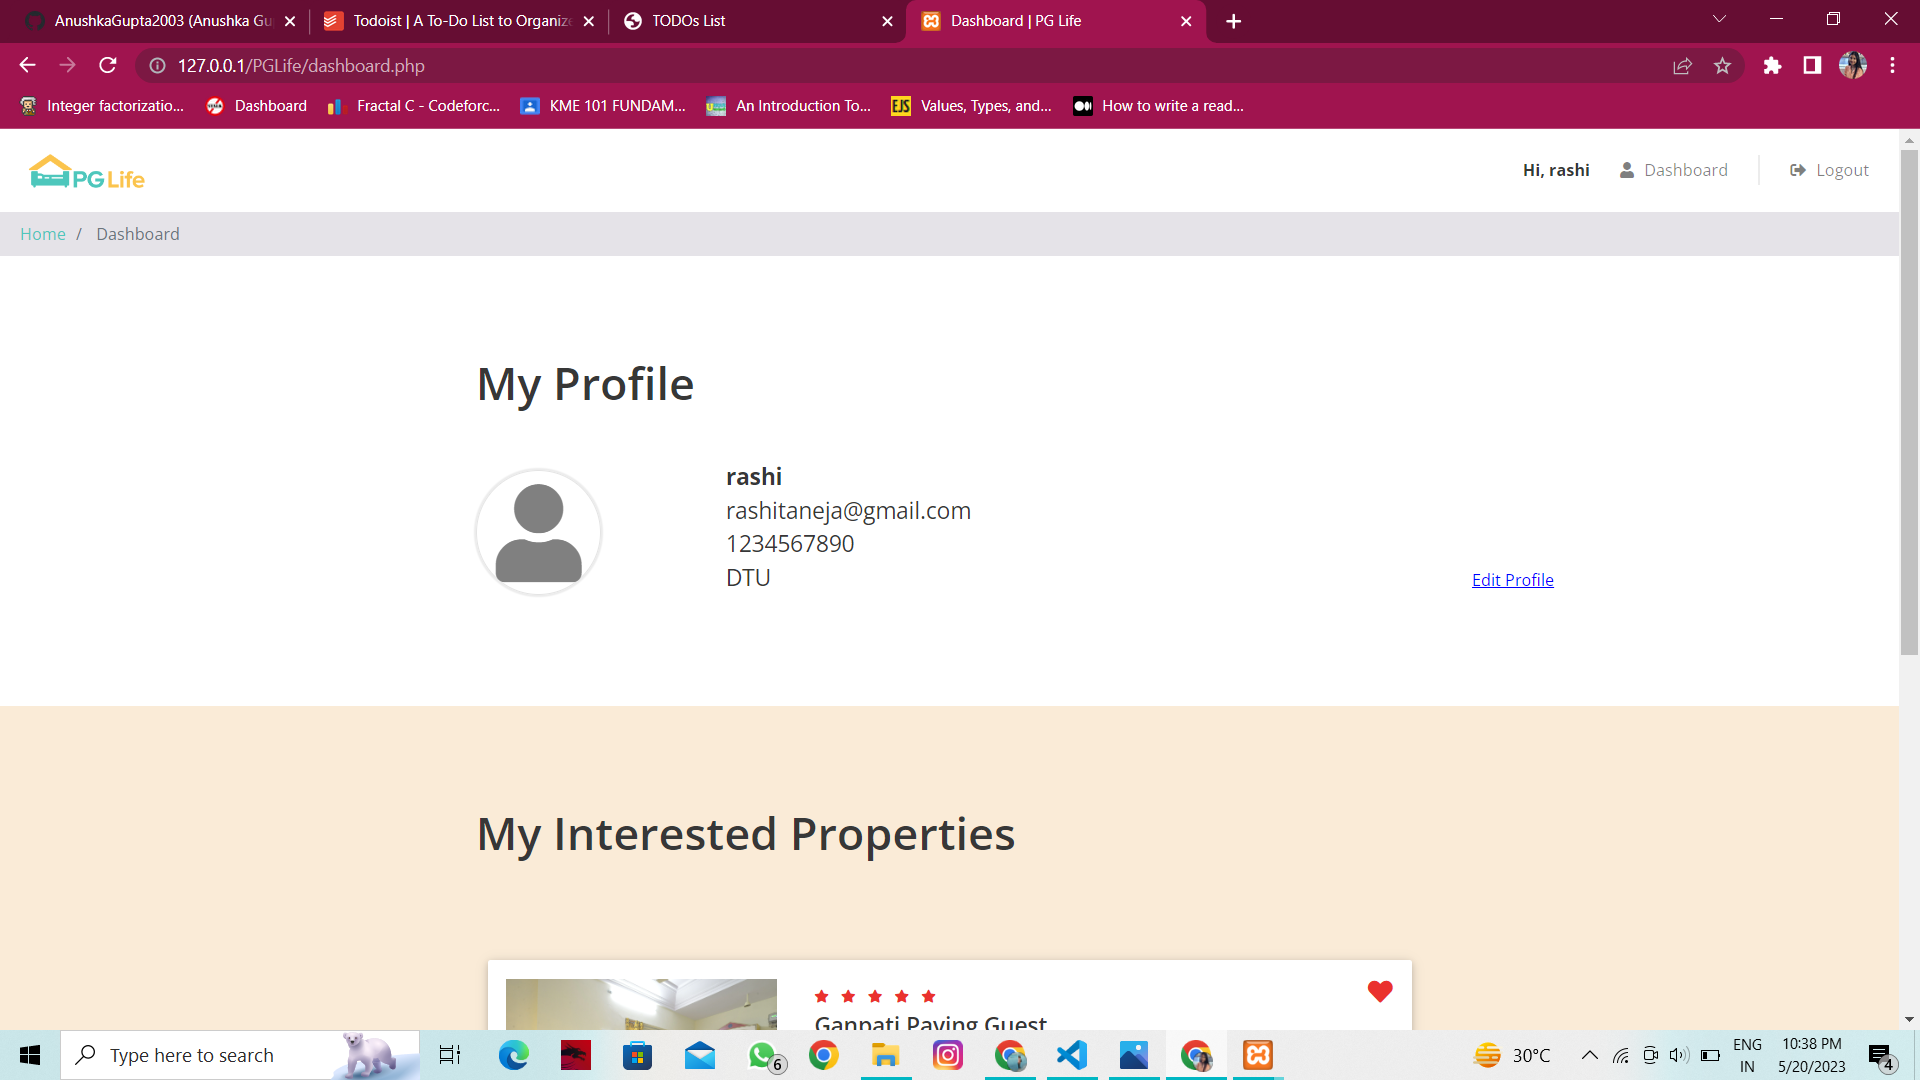 AnushkaGupta2003 (Anushka Gu
Todoist | A To-Do List to Organize
TODOs List
Dashboard | PG Life
127.0.0.1/PGLife/dashboard.php
Integer factorizatio...
Dashboard
Fractal C - Codeforc...
KME 101 FUNDAM...
An Introduction To...
EJS
Values, Types, and...
How to write a read...
PG Life
Hi, rashi
Dashboard
Logout
Home / Dashboard
My Profile
rashi
rashitaneja@gmail.com
1234567890
DTU
Edit Profile
My Interested Properties
Ganpati Paying Guest
Type here to search
6
30°C
ENG
IN
10:38 PM
5/20/2023
4